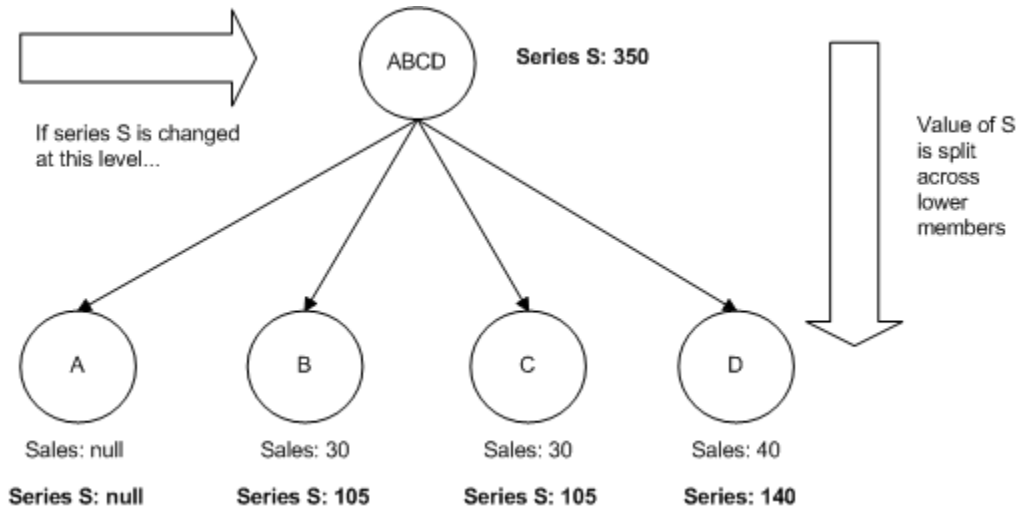 ABCD
Series S: 350
If series S is changed
at this level...
Value of S
is split
across
lower
members
A
B
C
D
Sales: null
Sales: 30
Sales: 30
Sales: 40
Series S: null
Series S: 105
Series S: 105
Series: 140